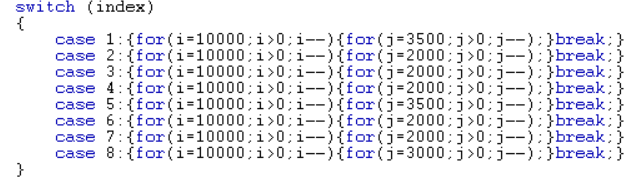 switch (index)
{
case 1:{for(i=10000;i>0;i--){for(j=3500;j>0;j--);}break;}
case 2:{for(i=10000;i>0;i--){for(j=2000;j>0;j--);}break;}
case 3:{for(i=10000;i>0;i--){for(j=2000;j>0;j--);}break;}
case 4:{for(i=10000;i>0;i--){for(j=2000;j>0;j--);}break;}
case 5:{for(i=10000;i>0;i--){for(j=3500;j>0;j--);}break;}
case 6:{for(i=10000;i>0;i--){for(j=2000;j>0;j--);}break;}
case 7:{for(i=10000;i>0;i--){for(j=2000;j>0;j--);}break;}
case 8:{for(i=10000;i>0;i--){for(j=3000;j>0;j--);}break;}
}